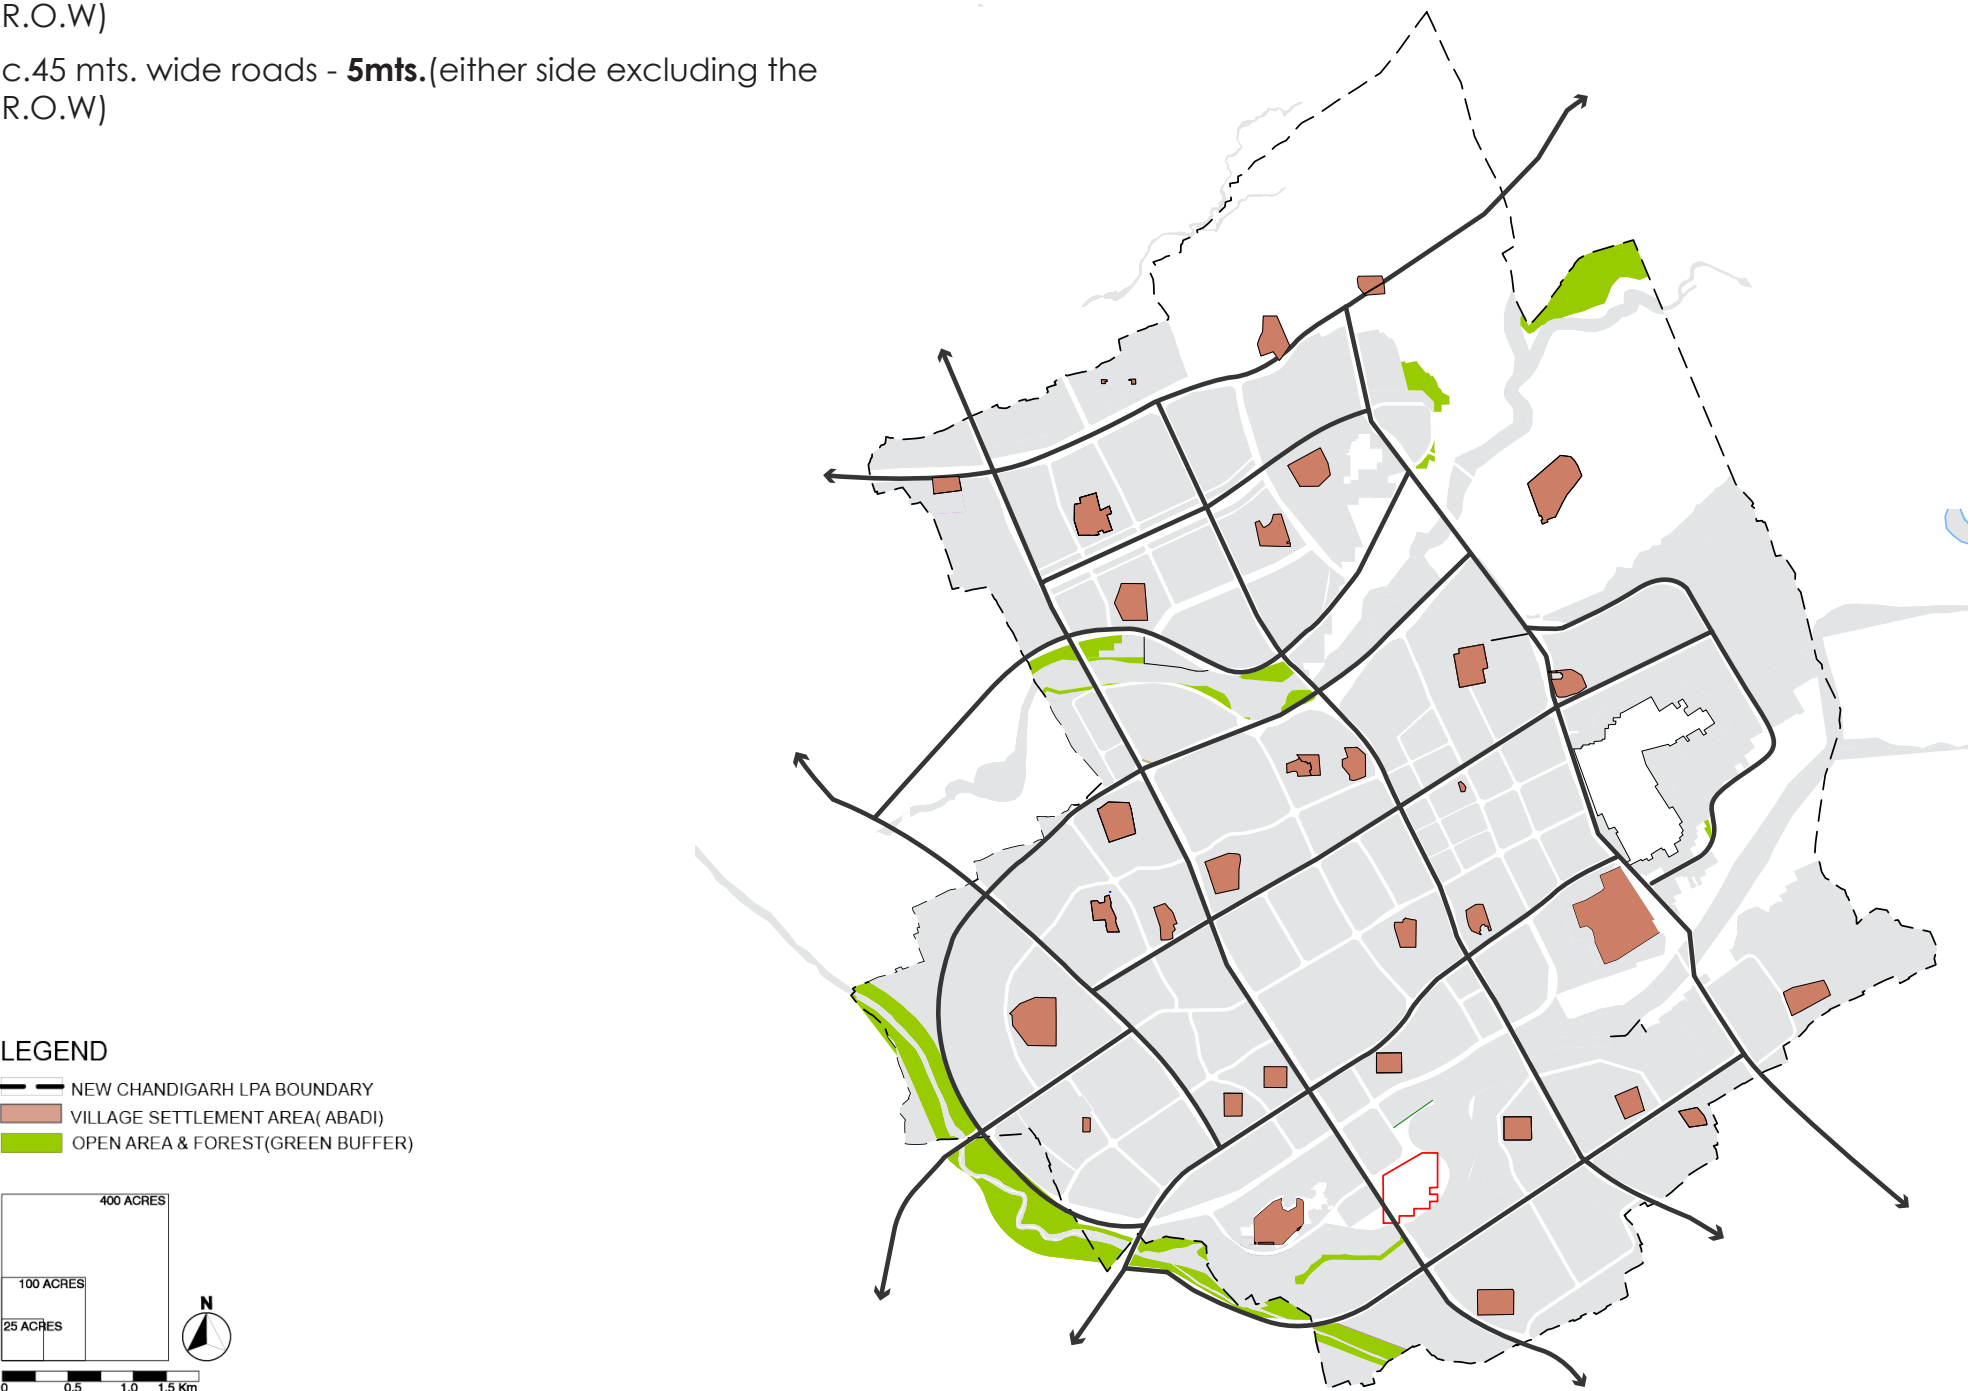 R.O.W)
c.45 mts. wide roads - 5mts.(either side excluding the
R.O.W)
LEGEND
NEW CHANDIGARH LPA BOUNDARY
VILLAGE SETTLEMENT AREA( ABADI)
OPEN AREA & FOREST(GREEN BUFFER)
400 ACRES
100 ACRES
25 ACRES
N
0 0.5 1.0 1.5 Km